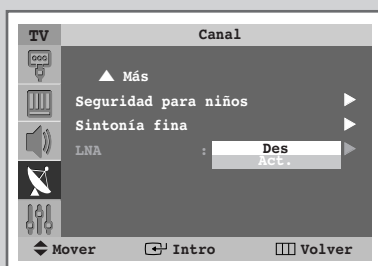 TV Canal
▲ Más
Seguridad para niños ▶
Sintonía fina ▶
LNA : Des ▶
Act.
Mover Intro Volver